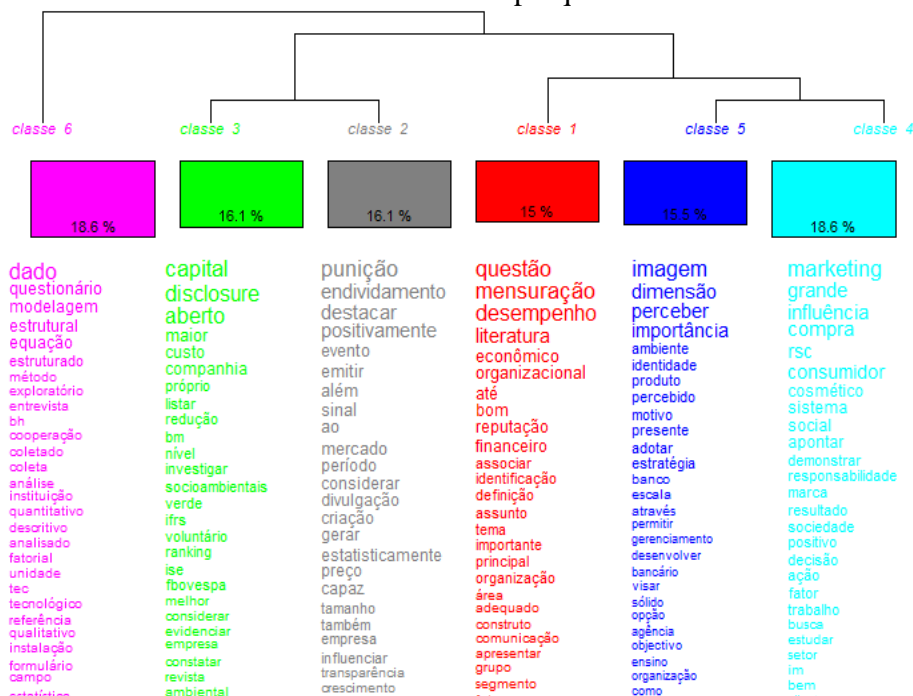 classe 6
classe 3
classe 2
classe 1
classe 5
classe 4
18.6 %
16.1 %
16.1 %
15 %
15.5 %
18.6 %
dado
questionário
modelagem
estrutural
equação
estruturado
método
exploratório
entrevista
bh
cooperação
coletado
coleta
análise
instituição
quantitativo
descritivo
analisado
fatorial
unidade
tec
tecnológico
referência
qualitativo
instalação
formulário
campo
capital
disclosure
aberto
maior
custo
companhia
próprio
listar
redução
bm
nível
investigar
socioambientais
verde
ifrs
voluntário
ranking
ise
fbovespa
melhor
considerar
evidenciar
empresa
constatar
revista
ambiental
punição
endividamento
destacar
positivamente
evento
emitir
além
sinal
ao
mercado
período
considerar
divulgação
criação
gerar
estatisticamente
preço
capaz
tamanho
também
empresa
influenciar
transparência
crescimento
questão
mensuração
desempenho
literatura
econômico
organizacional
até
bom
reputação
financeiro
associar
identificação
definição
assunto
tema
importante
principal
organização
área
adequado
construto
comunicação
apresentar
grupo
segmento
imagem
dimensão
perceber
importância
ambiente
identidade
produto
percebido
motivo
presente
adotar
estratégia
banco
escala
através
permitir
gerenciamento
desenvolver
bancário
visar
sólido
opção
agência
objectivo
ensino
organização
como
marketing
grande
influência
compra
rsc
consumidor
cosmético
sistema
social
apontar
demonstrar
responsabilidade
marca
resultado
sociedade
positivo
decisão
ação
fator
trabalho
busca
estudar
setor
im
bem